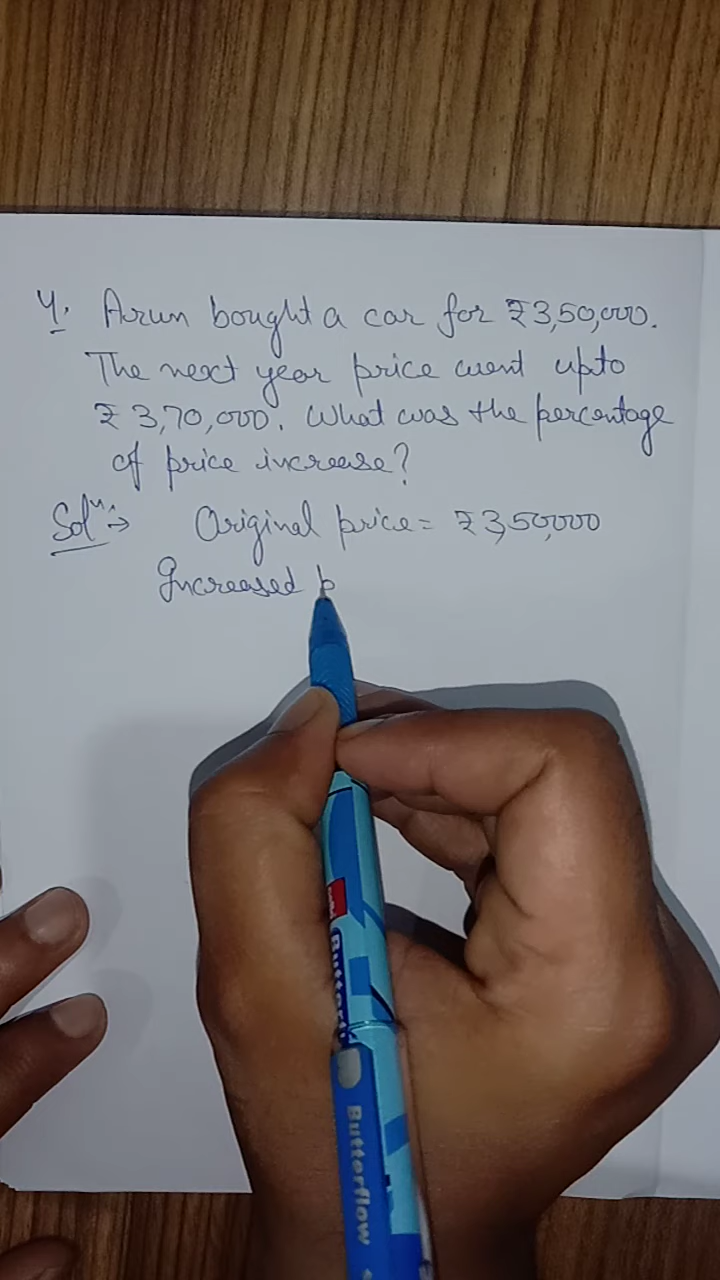 4. Arun bought a car for ₹3,50,000.
The next year price went upto
₹3,70,000. What was the percentage
of price increase?
Solⁿ:→ Original price = ₹3,50,000
Increased p
Butterflow